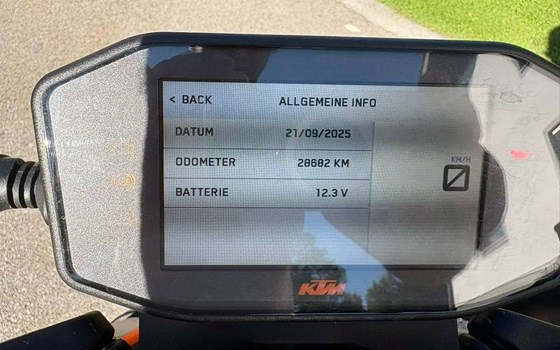 < BACK ALLGEMEINE INFO
DATUM 21/09/2025
ODOMETER 28682 KM
KM/H
0
BATTERIE 12.3 V
KTM